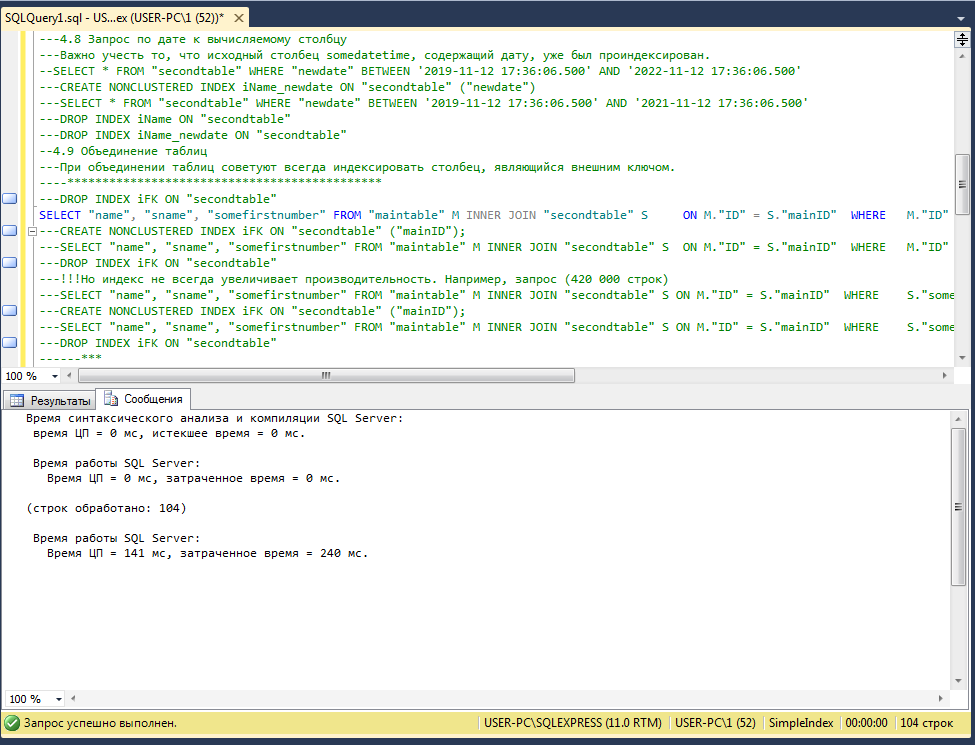 SQLQuery1.sql - US...ex (USER-PC\1 (52))*
---4.8 Запрос по дате к вычисляемому столбцу
---Важно учесть то, что исходный столбец somedatetime, содержащий дату, уже был проиндексирован.
--SELECT * FROM "secondtable" WHERE "newdate" BETWEEN '2019-11-12 17:36:06.500' AND '2022-11-12 17:36:06.500'
---CREATE NONCLUSTERED INDEX iName_newdate ON "secondtable" ("newdate")
---SELECT * FROM "secondtable" WHERE "newdate" BETWEEN '2019-11-12 17:36:06.500' AND '2021-11-12 17:36:06.500'
---DROP INDEX iName ON "secondtable"
---DROP INDEX iName_newdate ON "secondtable"
--4.9 Объединение таблиц
---При объединении таблиц советуют всегда индексировать столбец, являющийся внешним ключом.
----*********************************************
---DROP INDEX iFK ON "secondtable"
SELECT "name", "sname", "somefirstnumber" FROM "maintable" M INNER JOIN "secondtable" S ON M."ID" = S."mainID" WHERE M."ID"
---CREATE NONCLUSTERED INDEX iFK ON "secondtable" ("mainID");
---SELECT "name", "sname", "somefirstnumber" FROM "maintable" M INNER JOIN "secondtable" S ON M."ID" = S."mainID" WHERE M."ID"
---DROP INDEX iFK ON "secondtable"
---!!!Но индекс не всегда увеличивает производительность. Например, запрос (420 000 строк)
---SELECT "name", "sname", "somefirstnumber" FROM "maintable" M INNER JOIN "secondtable" S ON M."ID" = S."mainID" WHERE S."some
---CREATE NONCLUSTERED INDEX iFK ON "secondtable" ("mainID");
---SELECT "name", "sname", "somefirstnumber" FROM "maintable" M INNER JOIN "secondtable" S ON M."ID" = S."mainID" WHERE S."some
---DROP INDEX iFK ON "secondtable"
------***
100 %
Результаты Сообщения
Время синтаксического анализа и компиляции SQL Server:
время ЦП = 0 мс, истекшее время = 0 мс.
Время работы SQL Server:
Время ЦП = 0 мс, затраченное время = 0 мс.
(строк обработано: 104)
Время работы SQL Server:
Время ЦП = 141 мс, затраченное время = 240 мс.
100 %
Запрос успешно выполнен. USER-PC\SQLEXPRESS (11.0 RTM) USER-PC\1 (52) SimpleIndex 00:00:00 104 строк